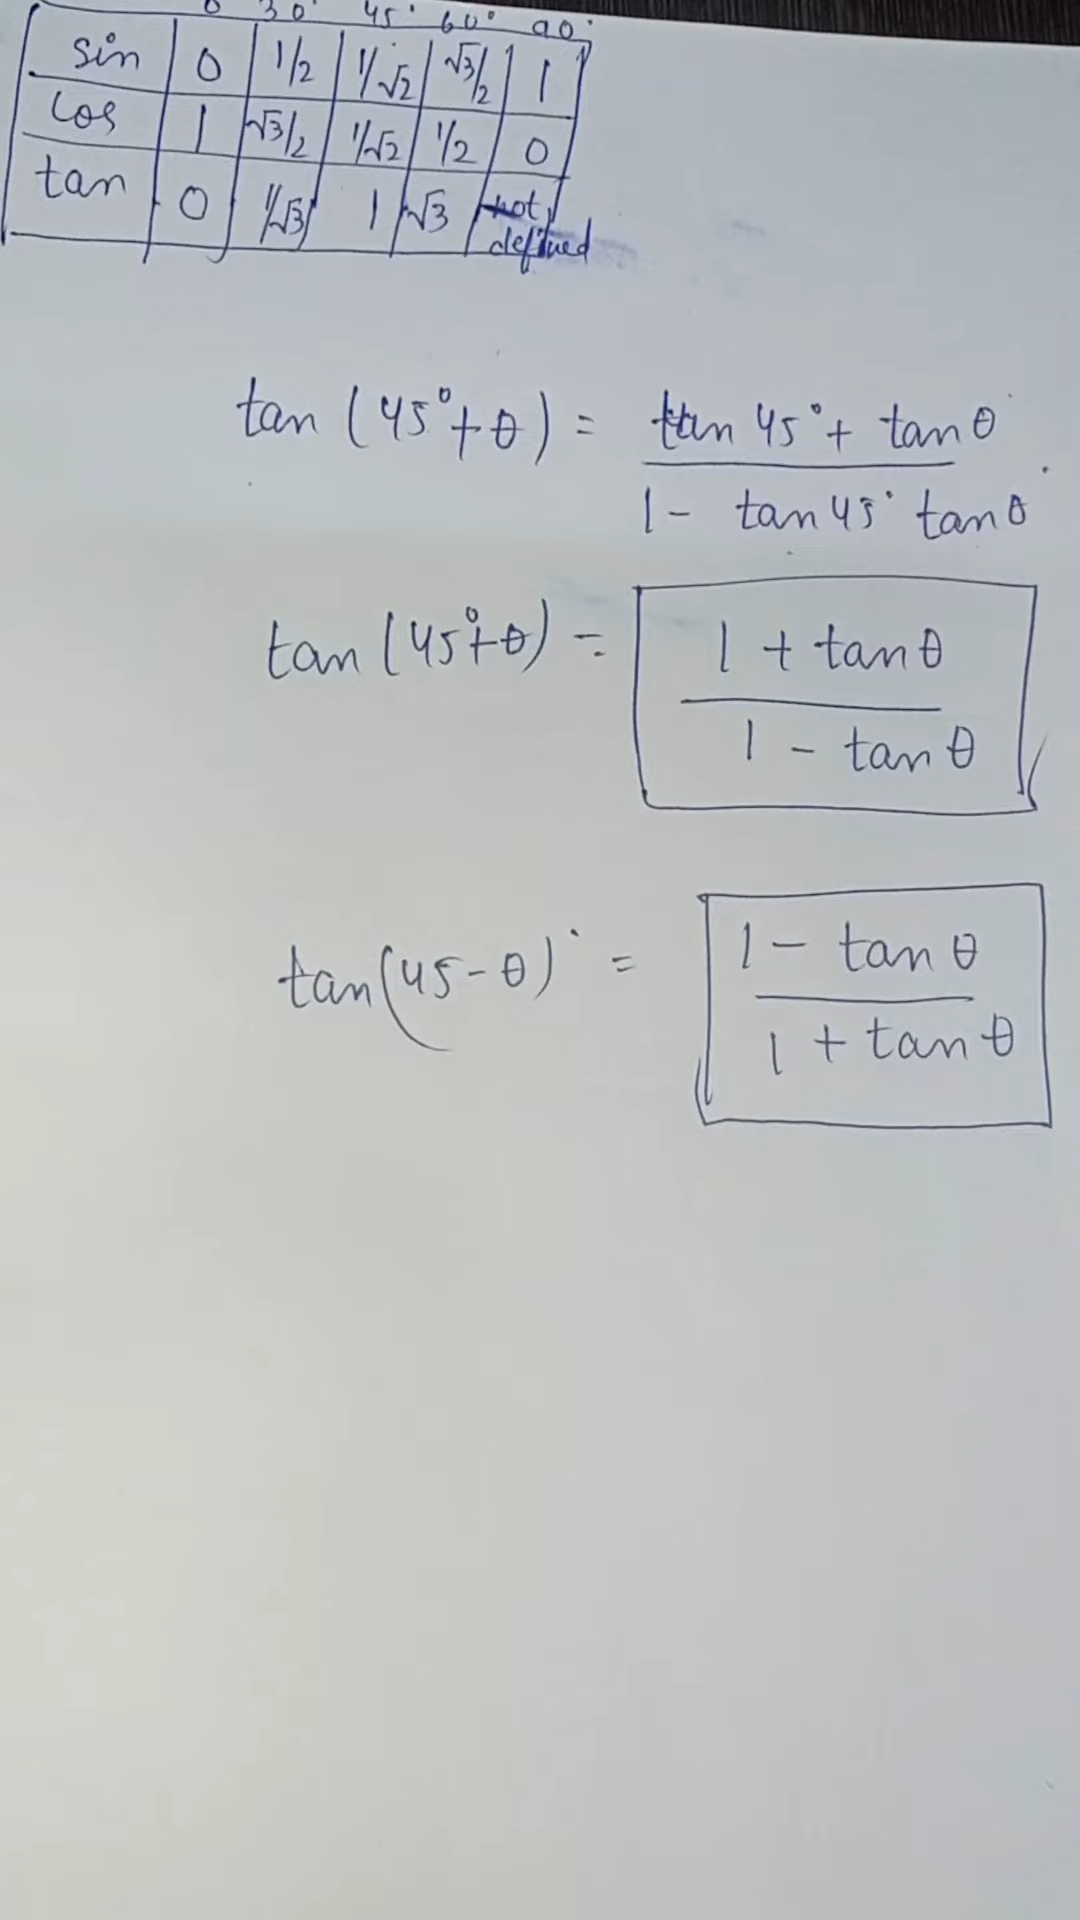 0 30° 45° 60° 90°
sin 0 1/2 1/√2 √3/2 1
cos 1 √3/2 1/√2 1/2 0
tan 0 1/√3 1 √3 not defined
tan (45° + θ) = tan 45° + tan θ
1 - tan 45° tan θ
tan (45° + θ) = 1 + tan θ
1 - tan θ
tan (45 - θ)° = 1 - tan θ
1 + tan θ